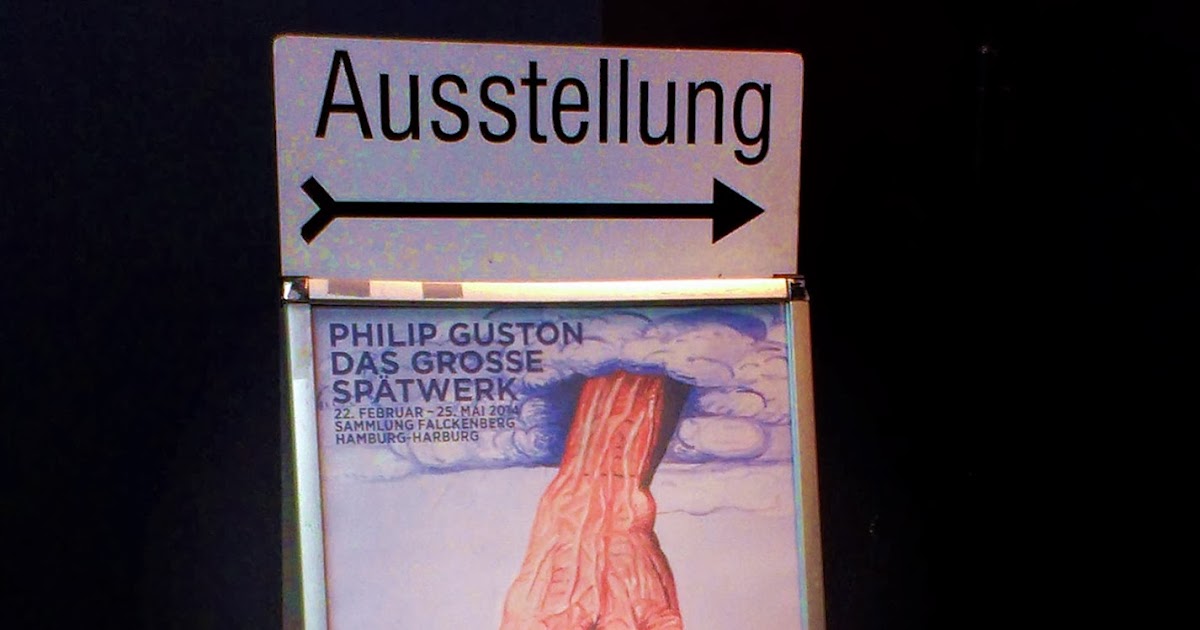 Ausstellung
PHILIP GUSTON
DAS GROSSE
SPÄTWERK
22. FEBRUAR – 25. MAI 2014
SAMMLUNG FALCKENBERG
HAMBURG-HARBURG